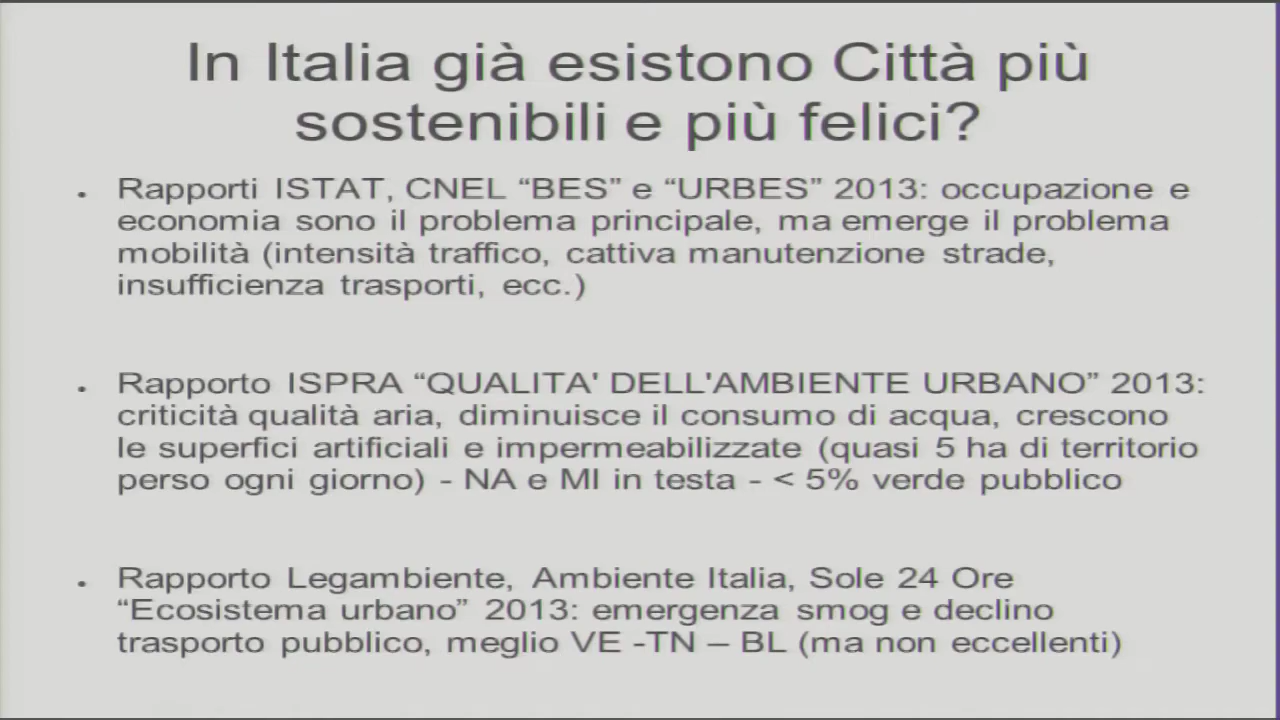 In Italia già esistono Città più
sostenibili e più felici?
• Rapporti ISTAT, CNEL “BES” e “URBES” 2013: occupazione e
economia sono il problema principale, ma emerge il problema
mobilità (intensità traffico, cattiva manutenzione strade,
insufficienza trasporti, ecc.)
• Rapporto ISPRA “QUALITA' DELL'AMBIENTE URBANO” 2013:
criticità qualità aria, diminuisce il consumo di acqua, crescono
le superfici artificiali e impermeabilizzate (quasi 5 ha di territorio
perso ogni giorno) - NA e MI in testa - < 5% verde pubblico
• Rapporto Legambiente, Ambiente Italia, Sole 24 Ore
“Ecosistema urbano” 2013: emergenza smog e declino
trasporto pubblico, meglio VE -TN – BL (ma non eccellenti)